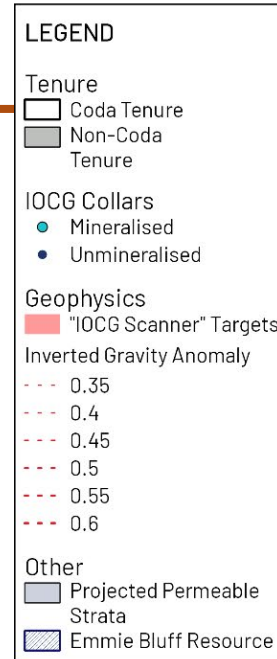 LEGEND
Tenure
Coda Tenure
Non-Coda
Tenure
IOCG Collars
Mineralised
Unmineralised
Geophysics
"IOCG Scanner" Targets
Inverted Gravity Anomaly
0.35
0.4
0.45
0.5
0.55
0.6
Other
Projected Permeable
Strata
Emmie Bluff Resource